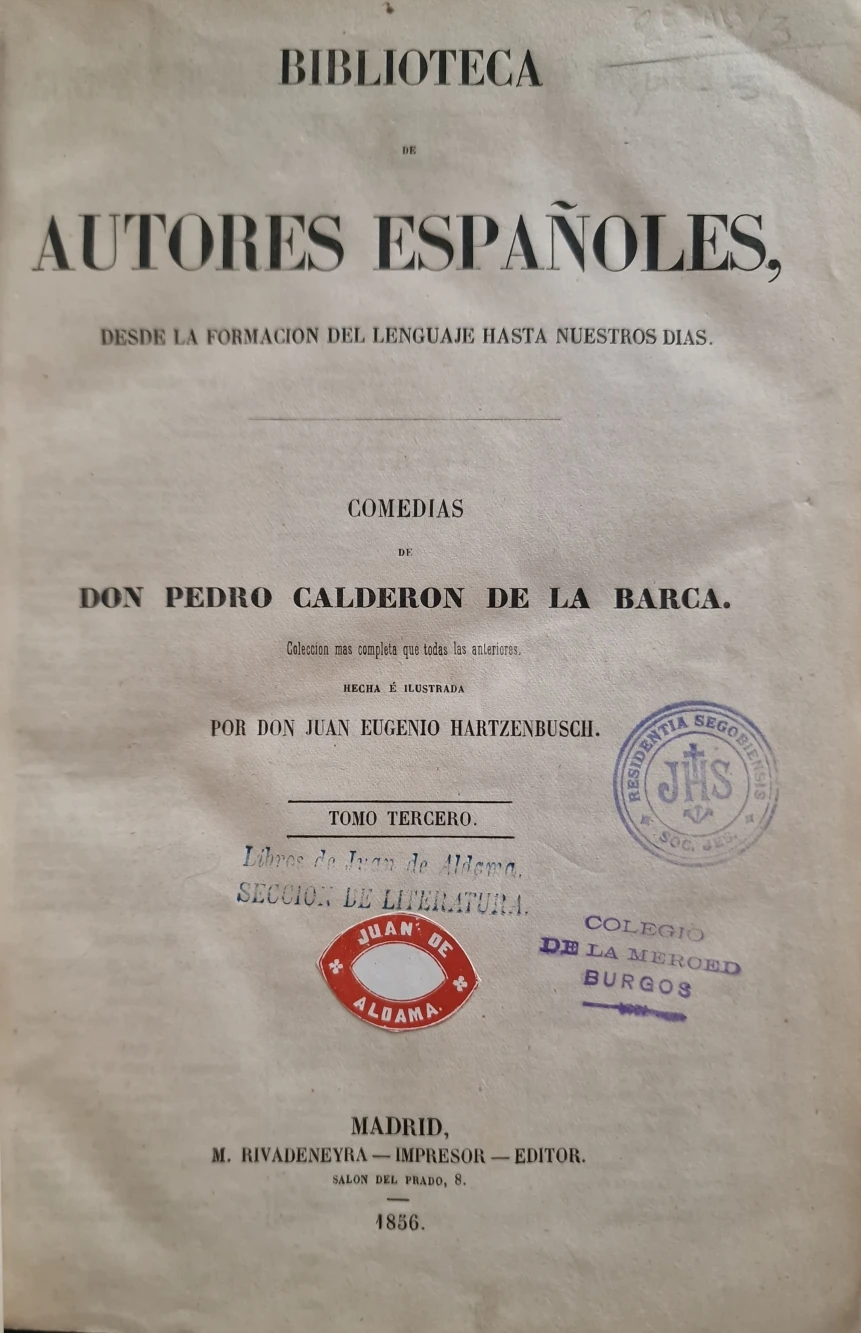 BIBLIOTECA
DE
AUTORES ESPAÑOLES,
DESDE LA FORMACION DEL LENGUAJE HASTA NUESTROS DIAS.
COMEDIAS
DE
DON PEDRO CALDERON DE LA BARCA.
Coleccion mas completa que todas las anteriores,
HECHA É ILUSTRADA
POR DON JUAN EUGENIO HARTZENBUSCH.
RESIDENTIA SEGOBIENSIS
JHS
SOC. JES.
TOMO TERCERO.
Libros de Juan de Aldama.
SECCION DE LITERATURA.
JUAN DE
ALDAMA.
COLEGIO
DE LA MERCED
BURGOS
MADRID,
M. RIVADENEYRA — IMPRESOR — EDITOR.
SALON DEL PRADO, 8.
1856.